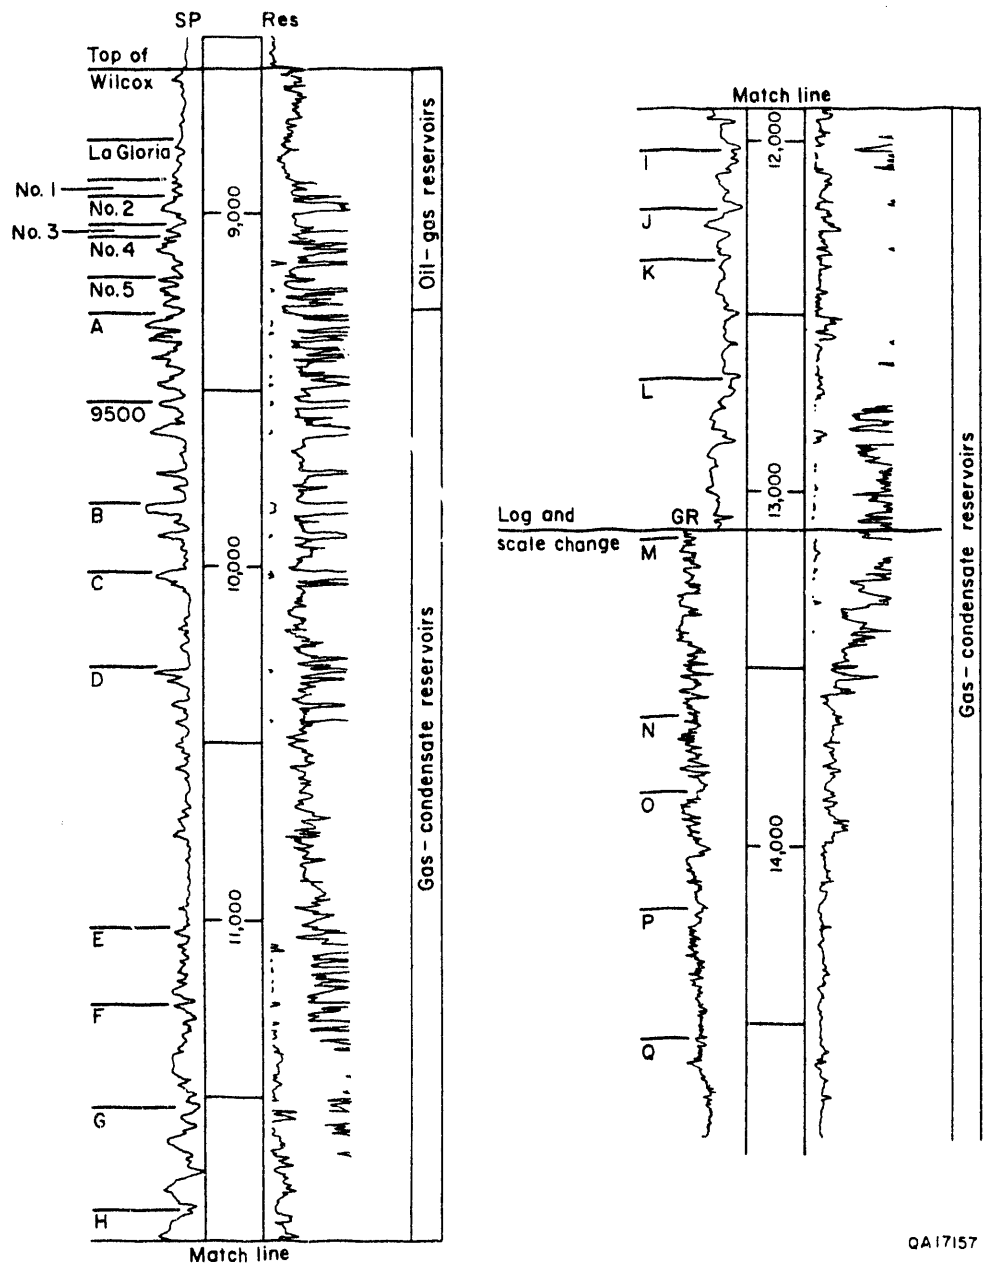 SP
Res
Top of
Wilcox
La Gloria
No. 1
No. 2
No. 3
No. 4
No. 5
A
9500
B
C
D
E
F
G
H
9,000
10,000
11,000
Oil-gas reservoirs
Gas-condensate reservoirs
Match line
Match line
I
J
K
L
12,000
13,000
Log and
scale change
GR
M
N
O
P
Q
14,000
Gas-condensate reservoirs
QA17157